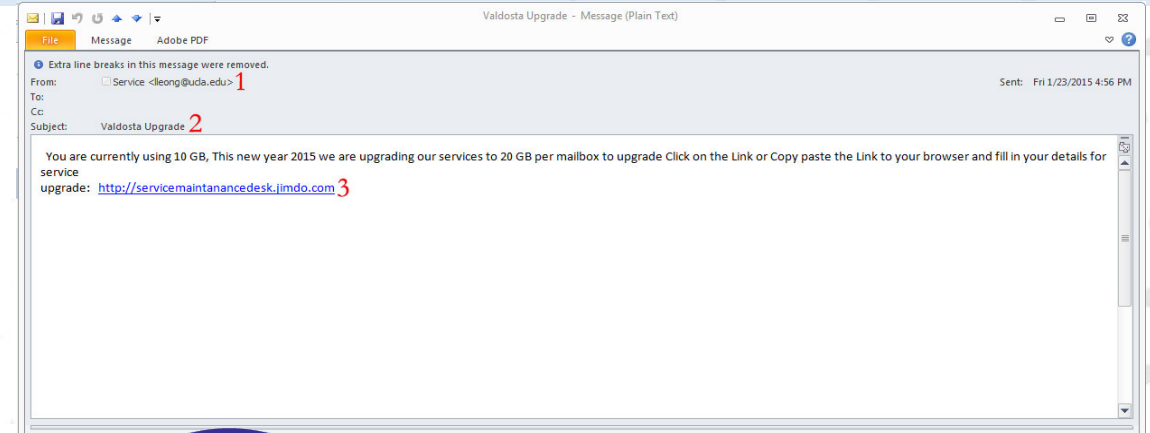 Valdosta Upgrade - Message (Plain Text)
File Message Adobe PDF
Extra line breaks in this message were removed.
From: Service <lleong@ucla.edu> 1 Sent: Fri 1/23/2015 4:56 PM
To:
Cc:
Subject: Valdosta Upgrade 2
You are currently using 10 GB, This new year 2015 we are upgrading our services to 20 GB per mailbox to upgrade Click on the Link or Copy paste the Link to your browser and fill in your details for
service
upgrade: http://servicemaintanancedesk.jimdo.com 3